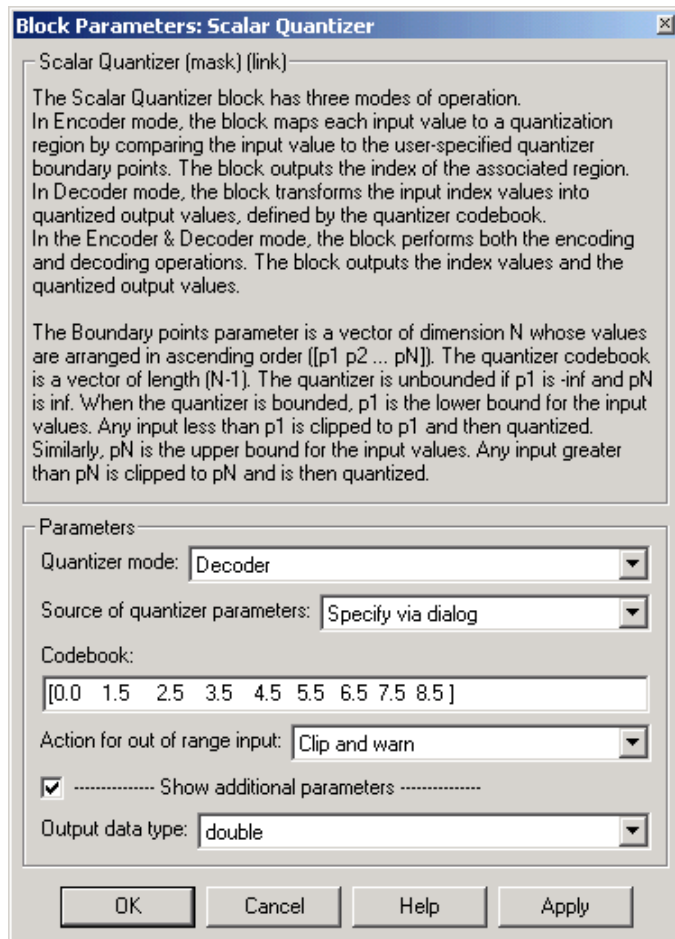 Block Parameters: Scalar Quantizer
Scalar Quantizer (mask) (link)
The Scalar Quantizer block has three modes of operation.
In Encoder mode, the block maps each input value to a quantization
region by comparing the input value to the user-specified quantizer
boundary points. The block outputs the index of the associated region.
In Decoder mode, the block transforms the input index values into
quantized output values, defined by the quantizer codebook.
In the Encoder & Decoder mode, the block performs both the encoding
and decoding operations. The block outputs the index values and the
quantized output values.
The Boundary points parameter is a vector of dimension N whose values
are arranged in ascending order ([p1 p2 ... pN]). The quantizer codebook
is a vector of length (N-1). The quantizer is unbounded if p1 is -inf and pN
is inf. When the quantizer is bounded, p1 is the lower bound for the input
values. Any input less than p1 is clipped to p1 and then quantized.
Similarly, pN is the upper bound for the input values. Any input greater
than pN is clipped to pN and is then quantized.
Parameters
Quantizer mode: Decoder
Source of quantizer parameters: Specify via dialog
Codebook:
[0.0 1.5 2.5 3.5 4.5 5.5 6.5 7.5 8.5 ]
Action for out of range input: Clip and warn
--------------- Show additional parameters ---------------
Output data type: double
OK Cancel Help Apply